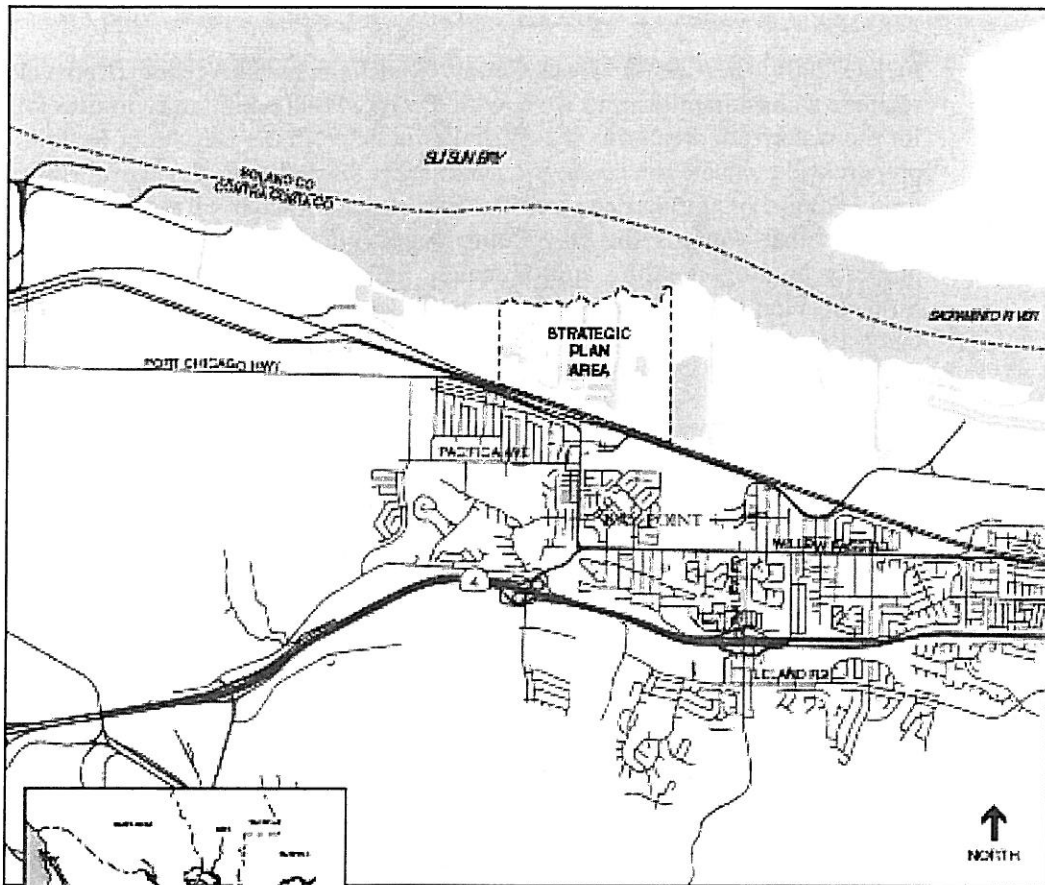 SUISUN BAY
SOLANO CO
CONTRA COSTA CO
SACRAMENTO RIVER
STRATEGIC
PLAN
AREA
PORT CHICAGO HWY
PACIFICA AVE
BAY POINT
WILLOW PASS RD
4
LELAND RD
NORTH